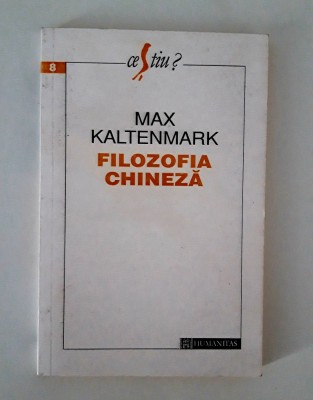 8
ce Știu?
MAX
KALTENMARK
FILOZOFIA
CHINEZĂ
HUMANITAS